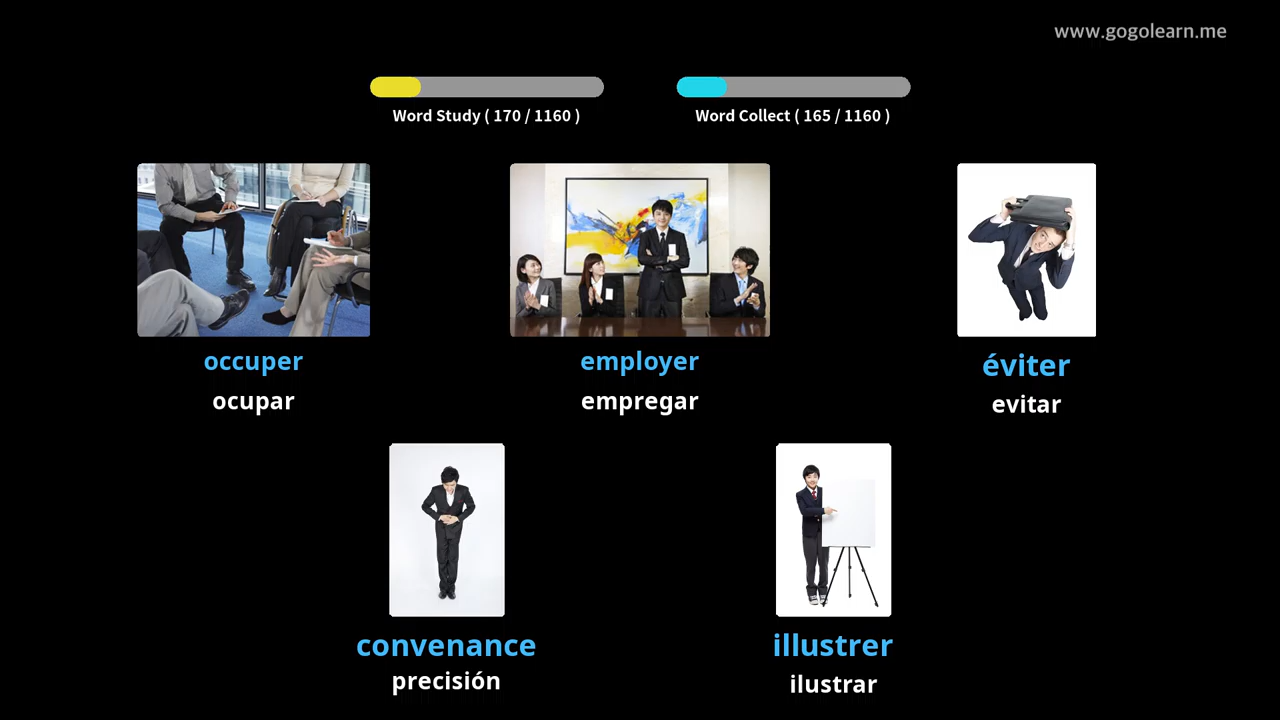 www.gogolearn.me
Word Study ( 170 / 1160 )
Word Collect ( 165 / 1160 )
occuper
ocupar
employer
empregar
éviter
evitar
convenance
precisión
illustrer
ilustrar